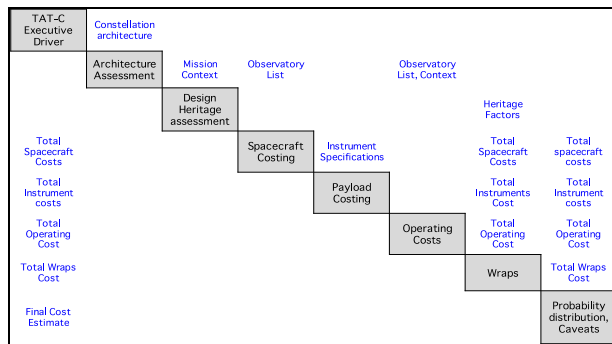 TAT-C
Executive
Driver
Constellation
architecture
Architecture
Assessment
Mission
Context
Observatory
List
Observatory
List, Context
Design
Heritage
assessment
Heritage
Factors
Total
Spacecraft
Costs
Spacecraft
Costing
Instrument
Specifications
Total
Spacecraft
Costs
Total
spacecraft
costs
Total
Instrument
costs
Payload
Costing
Total
Instruments
Cost
Total
Instrument
costs
Total
Operating
Cost
Operating
Costs
Total
Operating
Cost
Total
Operating
Cost
Total Wraps
Cost
Wraps
Total Wraps
Cost
Final Cost
Estimate
Probability
distribution,
Caveats